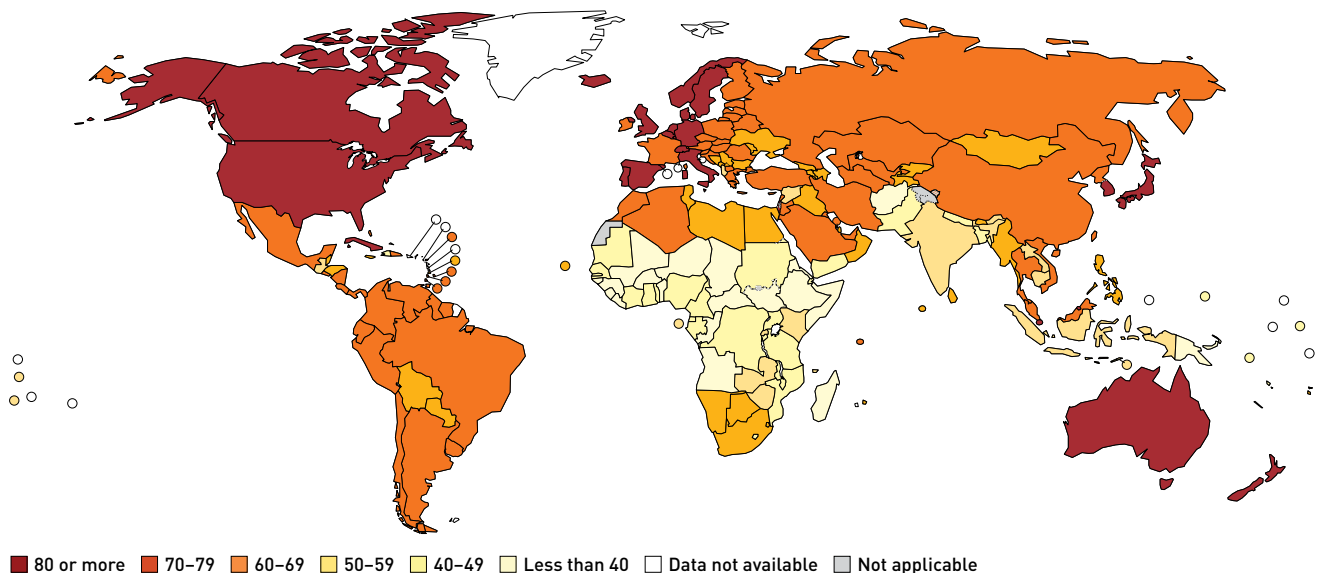 80 or more 70–79 60–69 50–59 40–49 Less than 40 Data not available Not applicable